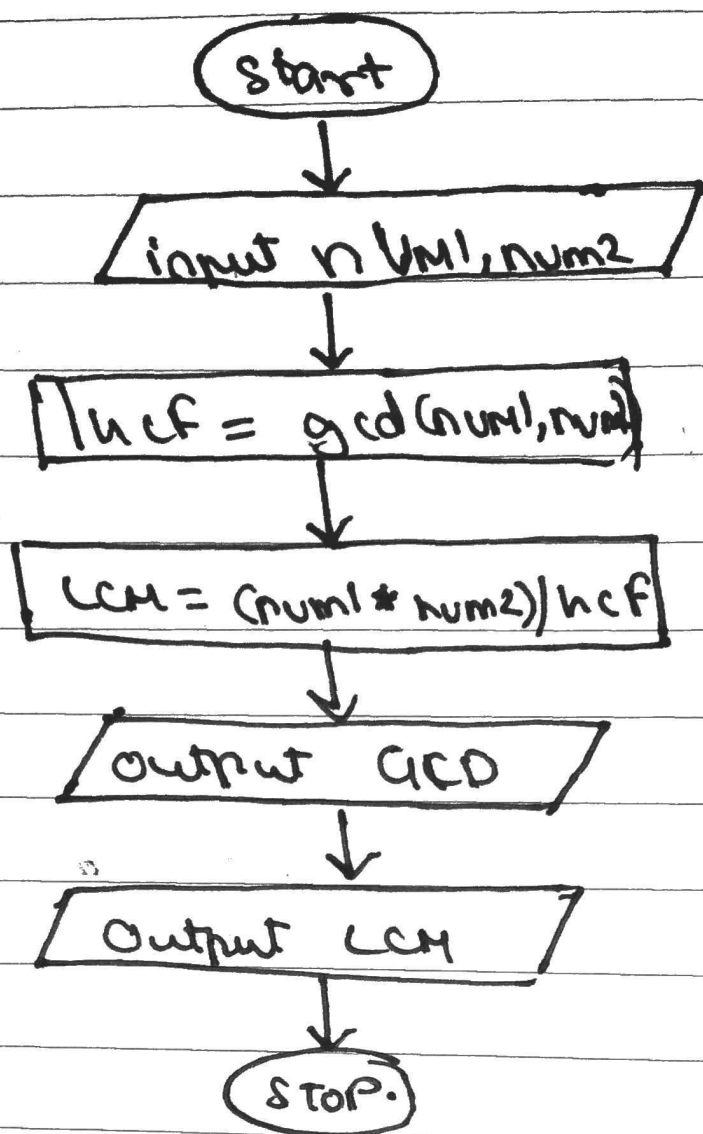 Start
input num1, num2
hcf = gcd(num1, num2)
LCM = (num1 * num2)/hcf
output GCD
Output LCM
STOP.